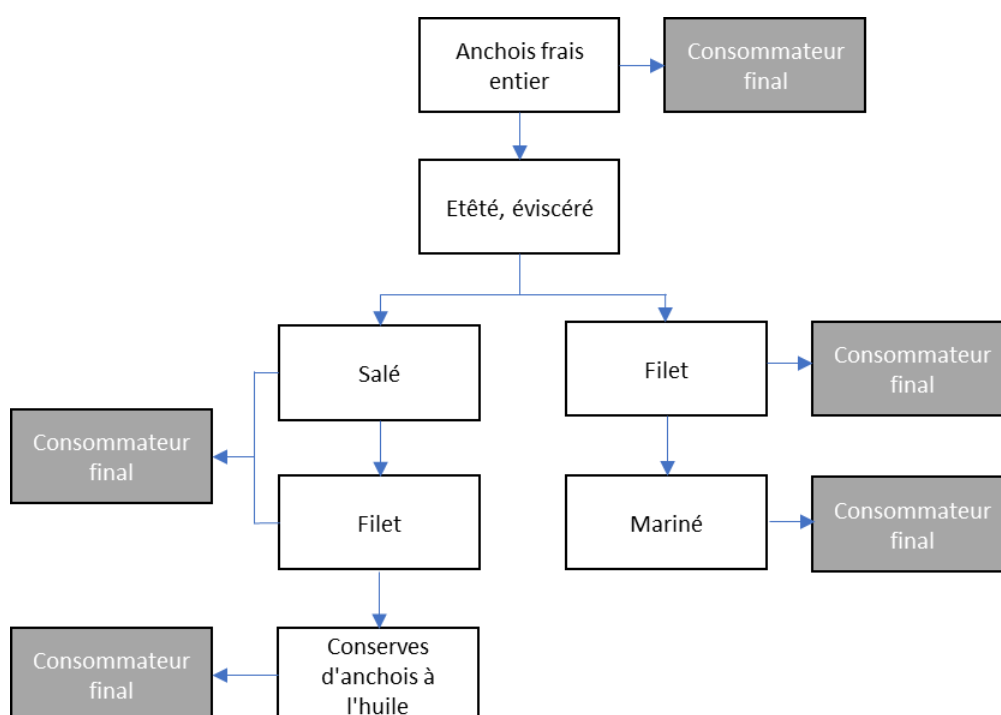 Anchois frais
entier
Consommateur
final
Etêté, éviscéré
Salé
Filet
Consommateur
final
Consommateur
final
Filet
Mariné
Consommateur
final
Consommateur
final
Conserves
d'anchois à
l'huile